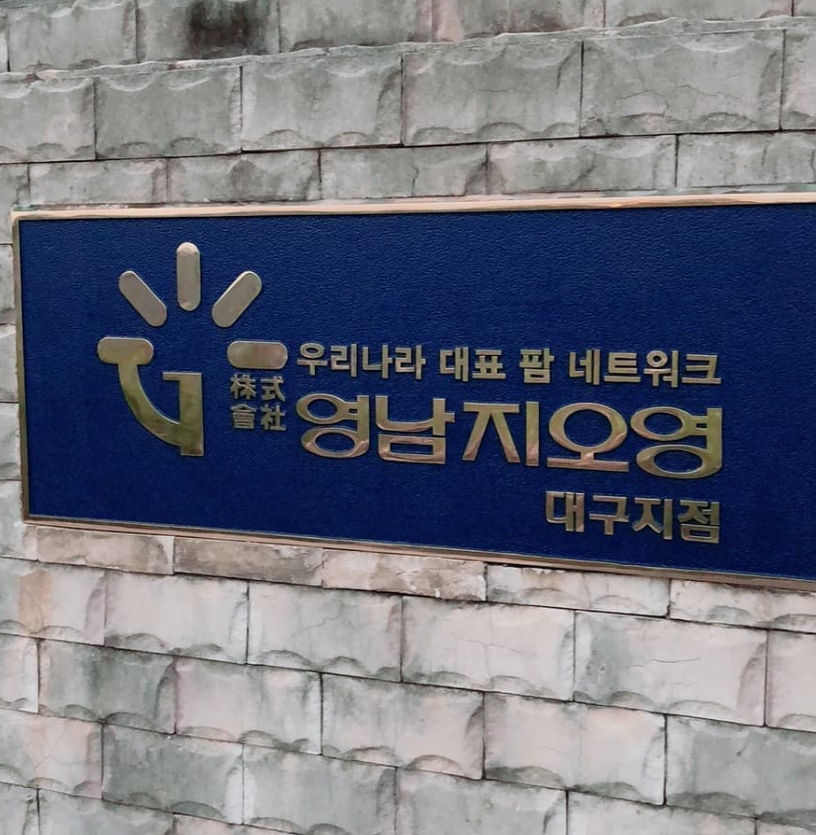 우리나라 대표 팜 네트워크
株式
會社
영남지오영
대구지점